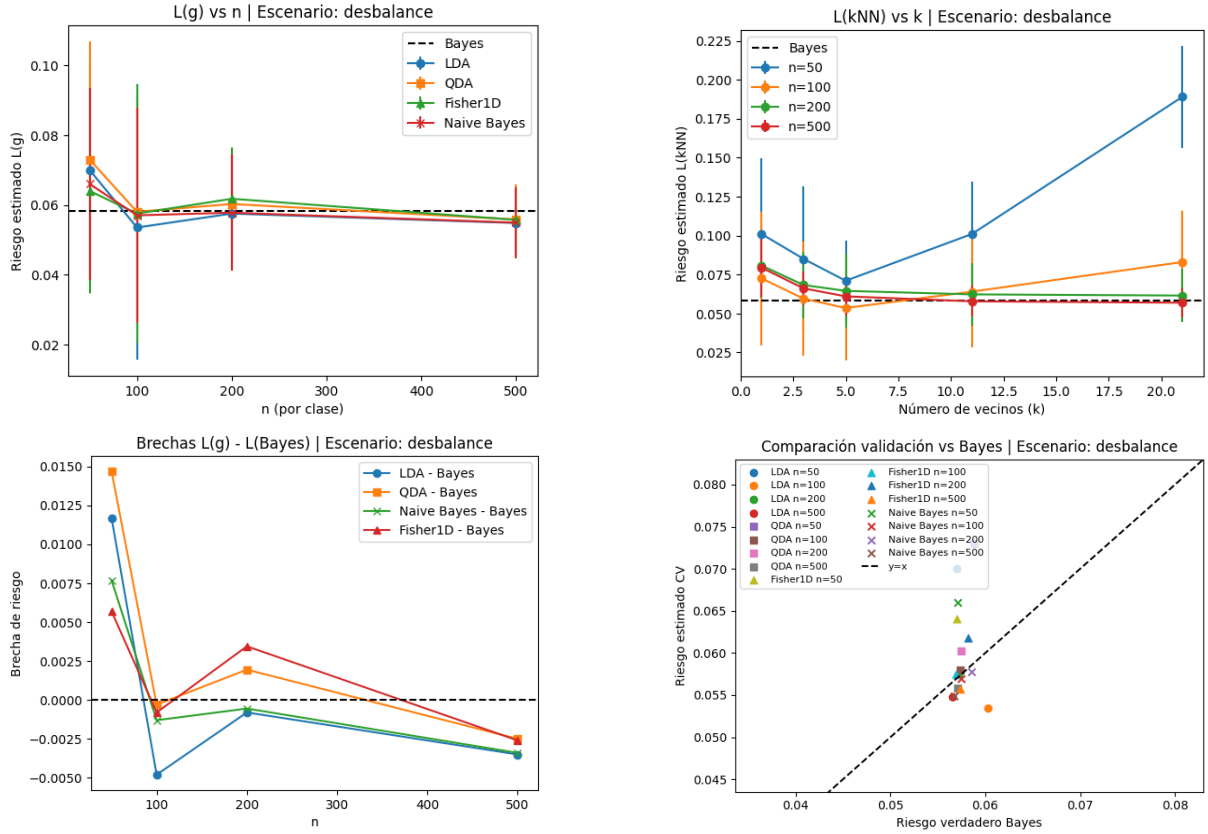 L(g) vs n | Escenario: desbalance
Riesgo estimado L(g)
0.10
0.08
0.06
0.04
0.02
Bayes
LDA
QDA
Fisher1D
Naive Bayes
100
200
300
400
500
n (por clase)
L(kNN) vs k | Escenario: desbalance
Riesgo estimado L(kNN)
0.225
0.200
0.175
0.150
0.125
0.100
0.075
0.050
0.025
Bayes
n=50
n=100
n=200
n=500
0.0
2.5
5.0
7.5
10.0
12.5
15.0
17.5
20.0
Número de vecinos (k)
Brechas L(g) - L(Bayes) | Escenario: desbalance
Brecha de riesgo
0.0150
0.0125
0.0100
0.0075
0.0050
0.0025
0.0000
−0.0025
−0.0050
LDA - Bayes
QDA - Bayes
Naive Bayes - Bayes
Fisher1D - Bayes
100
200
300
400
500
n
Comparación validación vs Bayes | Escenario: desbalance
Riesgo estimado CV
0.080
0.075
0.070
0.065
0.060
0.055
0.050
0.045
LDA n=50
LDA n=100
LDA n=200
LDA n=500
QDA n=50
QDA n=100
QDA n=200
QDA n=500
Fisher1D n=50
Fisher1D n=100
Fisher1D n=200
Fisher1D n=500
Naive Bayes n=50
Naive Bayes n=100
Naive Bayes n=200
Naive Bayes n=500
y=x
0.04
0.05
0.06
0.07
0.08
Riesgo verdadero Bayes